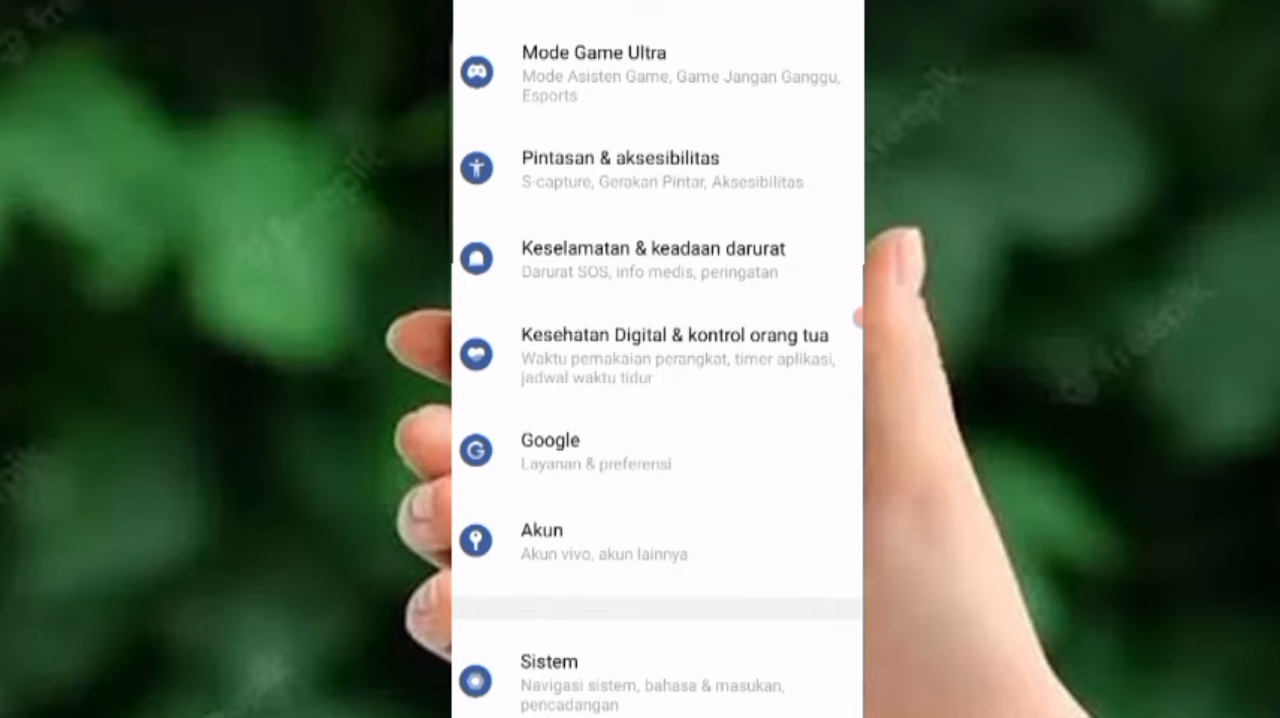 Mode Game Ultra
Mode Asisten Game, Game Jangan Ganggu,
Esports
Pintasan & aksesibilitas
S-capture, Gerakan Pintar, Aksesibilitas
Keselamatan & keadaan darurat
Darurat SOS, info medis, peringatan
Kesehatan Digital & kontrol orang tua
Waktu pemakaian perangkat, timer aplikasi,
jadwal waktu tidur
Google
Layanan & preferensi
Akun
Akun vivo, akun lainnya
Sistem
Navigasi sistem, bahasa & masukan,
pencadangan